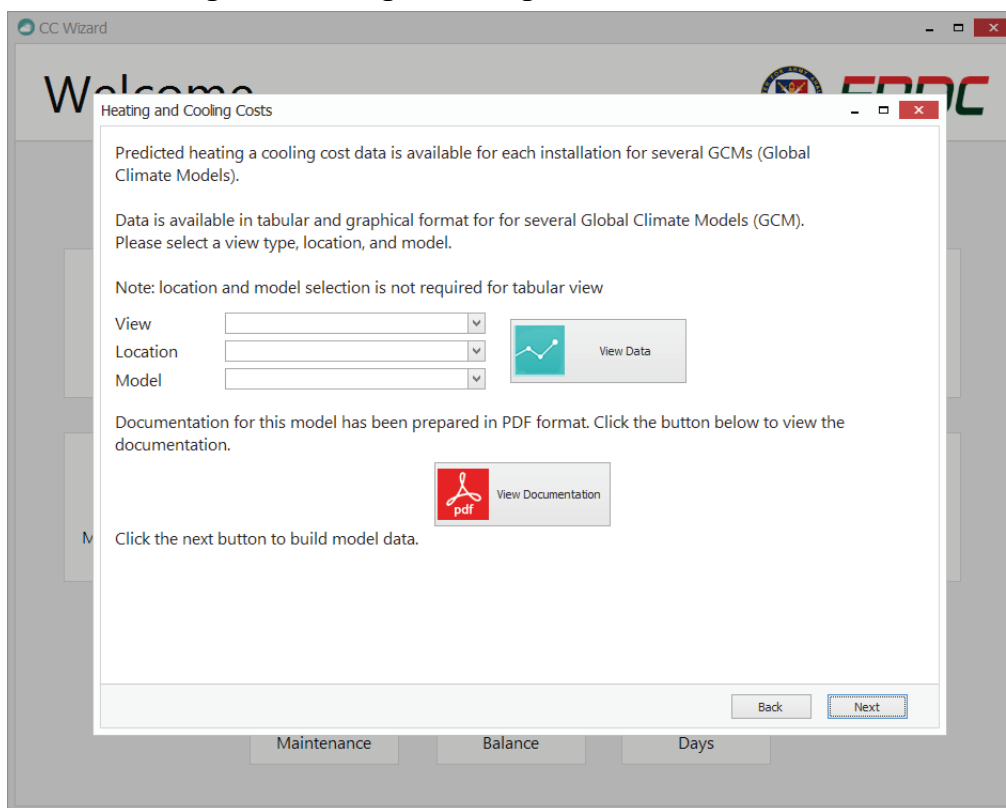 CC Wizard
Welcome
Heating and Cooling Costs
Predicted heating a cooling cost data is available for each installation for several GCMs (Global
Climate Models).
Data is available in tabular and graphical format for for several Global Climate Models (GCM).
Please select a view type, location, and model.
Note: location and model selection is not required for tabular view
View
Location
View Data
Model
Documentation for this model has been prepared in PDF format. Click the button below to view the
documentation.
pdf
View Documentation
M
Click the next button to build model data.
Back
Next
Maintenance
Balance
Days